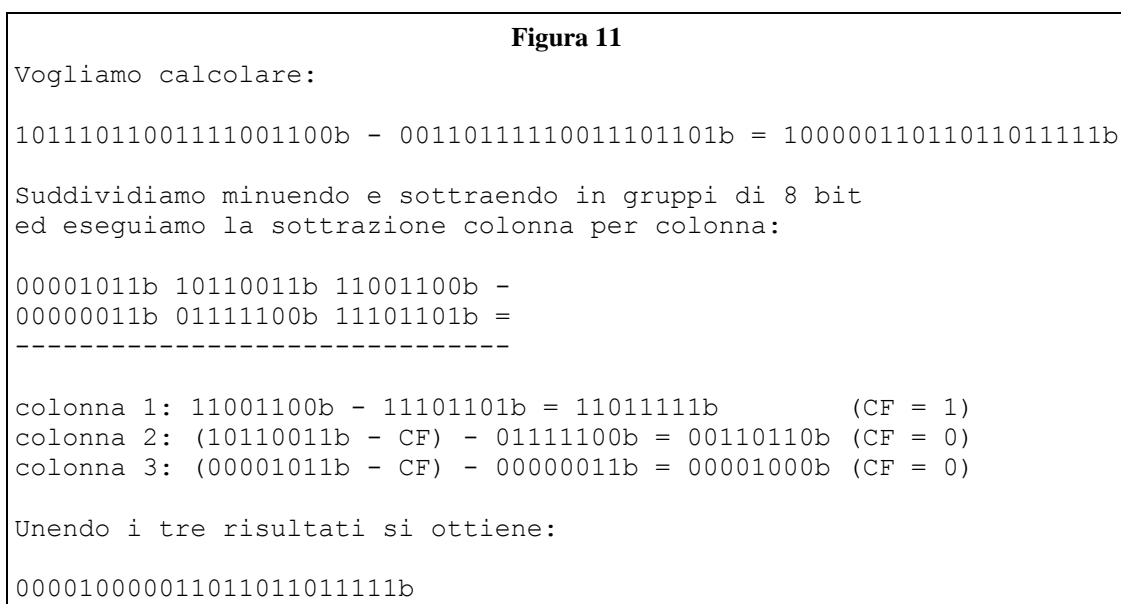 Figura 11
Vogliamo calcolare:
10111011001111001100b - 00110111110011101101b = 10000011011011011111b
Suddividiamo minuendo e sottraendo in gruppi di 8 bit
ed eseguiamo la sottrazione colonna per colonna:
00001011b 10110011b 11001100b -
00000011b 01111100b 11101101b =
-------------------------------
colonna 1: 11001100b - 11101101b = 11011111b (CF = 1)
colonna 2: (10110011b - CF) - 01111100b = 00110110b (CF = 0)
colonna 3: (00001011b - CF) - 00000011b = 00001000b (CF = 0)
Unendo i tre risultati si ottiene:
000010000011011011011111b